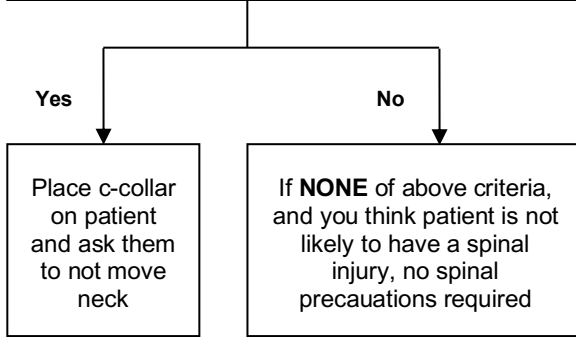 Yes
No
Place c-collar
on patient
and ask them
to not move
neck
If NONE of above criteria,
and you think patient is not
likely to have a spinal
injury, no spinal
precauations required